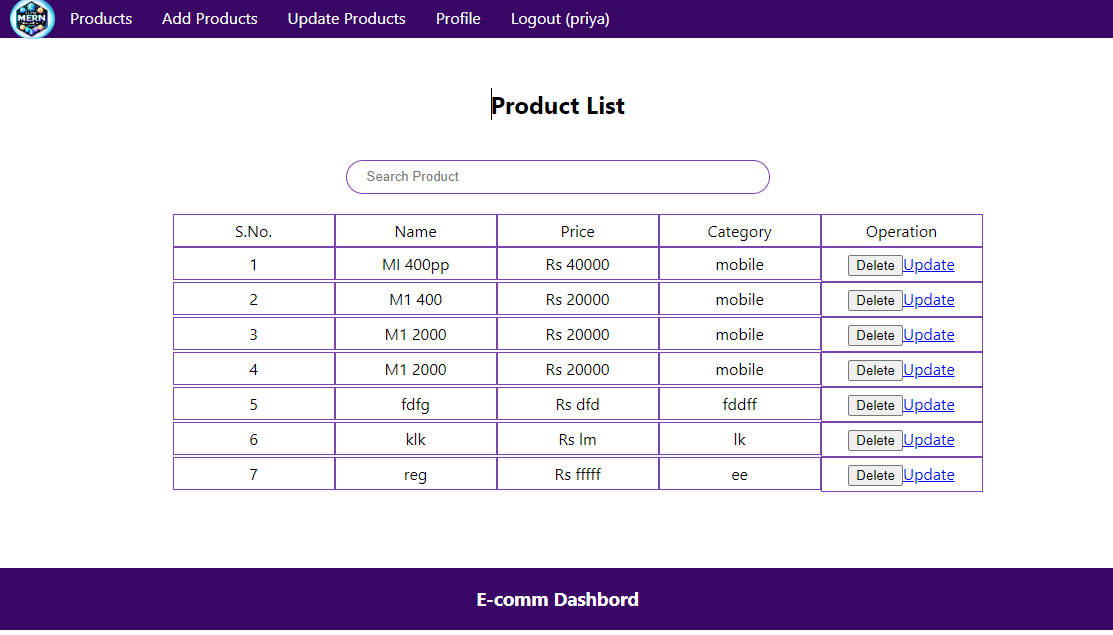 MERN Products Add Products Update Products Profile Logout (priya)
Product List
Search Product
S.No. Name Price Category Operation
1 MI 400pp Rs 40000 mobile Delete Update
2 M1 400 Rs 20000 mobile Delete Update
3 M1 2000 Rs 20000 mobile Delete Update
4 M1 2000 Rs 20000 mobile Delete Update
5 fdfg Rs dfd fddff Delete Update
6 klk Rs lm lk Delete Update
7 reg Rs fffff ee Delete Update
E-comm Dashbord